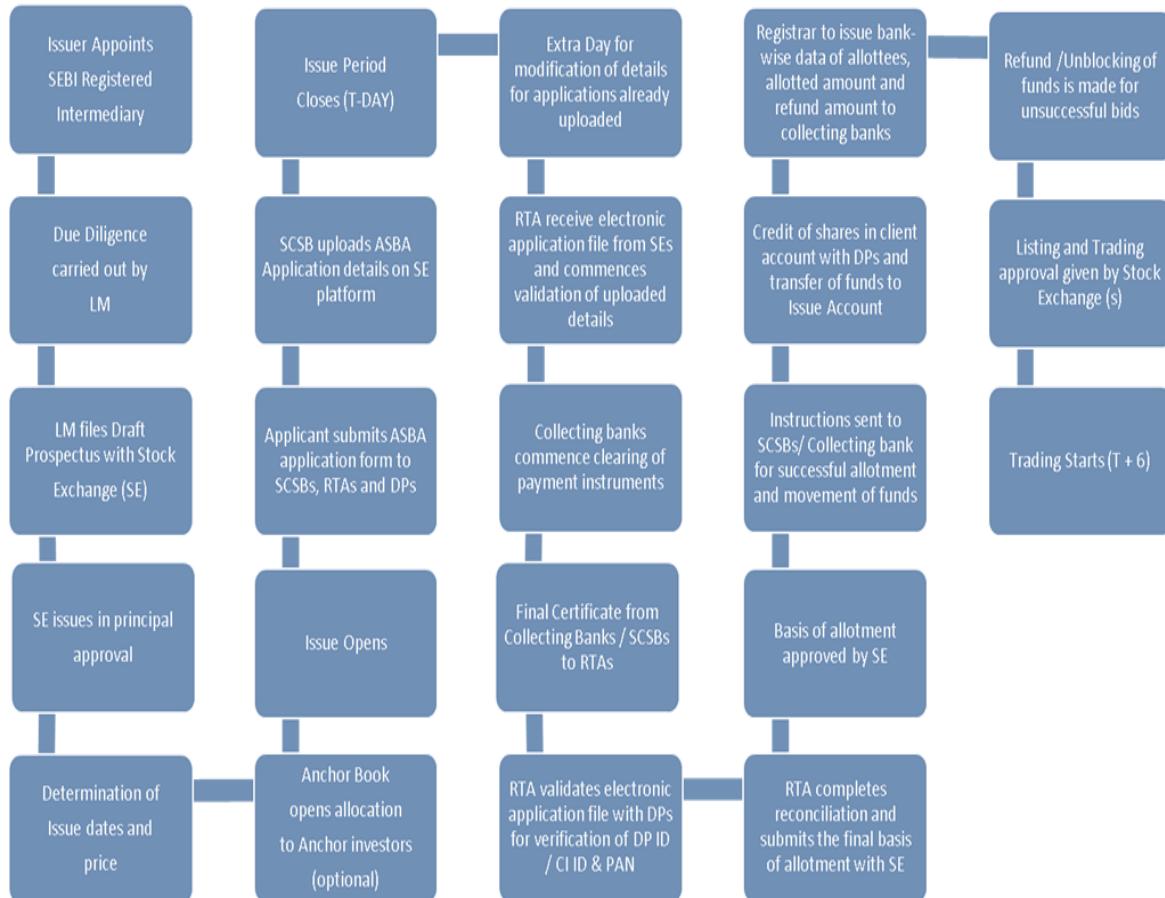 Issuer Appoints
SEBI Registered
Intermediary
Due Diligence
carried out by
LM
LM files Draft
Prospectus with Stock
Exchange (SE)
SE issues in principal
approval
Determination of
Issue dates and
price
Anchor Book
opens allocation
to Anchor investors
(optional)
Issue Opens
Applicant submits ASBA
application form to
SCSBs, RTAs and DPs
SCSB uploads ASBA
Application details on SE
platform
Issue Period
Closes (T-DAY)
Extra Day for
modification of details
for applications already
uploaded
RTA receive electronic
application file from SEs
and commences
validation of uploaded
details
Collecting banks
commence clearing of
payment instruments
Final Certificate from
Collecting Banks / SCSBs
to RTAs
RTA validates electronic
application file with DPs
for verification of DP ID
/ CI ID & PAN
RTA completes
reconciliation and
submits the final basis
of allotment with SE
Basis of allotment
approved by SE
Instructions sent to
SCSBs/ Collecting bank
for successful allotment
and movement of funds
Credit of shares in client
account with DPs and
transfer of funds to
Issue Account
Registrar to issue bank-
wise data of allottees,
allotted amount and
refund amount to
collecting banks
Refund /Unblocking of
funds is made for
unsuccessful bids
Listing and Trading
approval given by Stock
Exchange (s)
Trading Starts (T + 6)